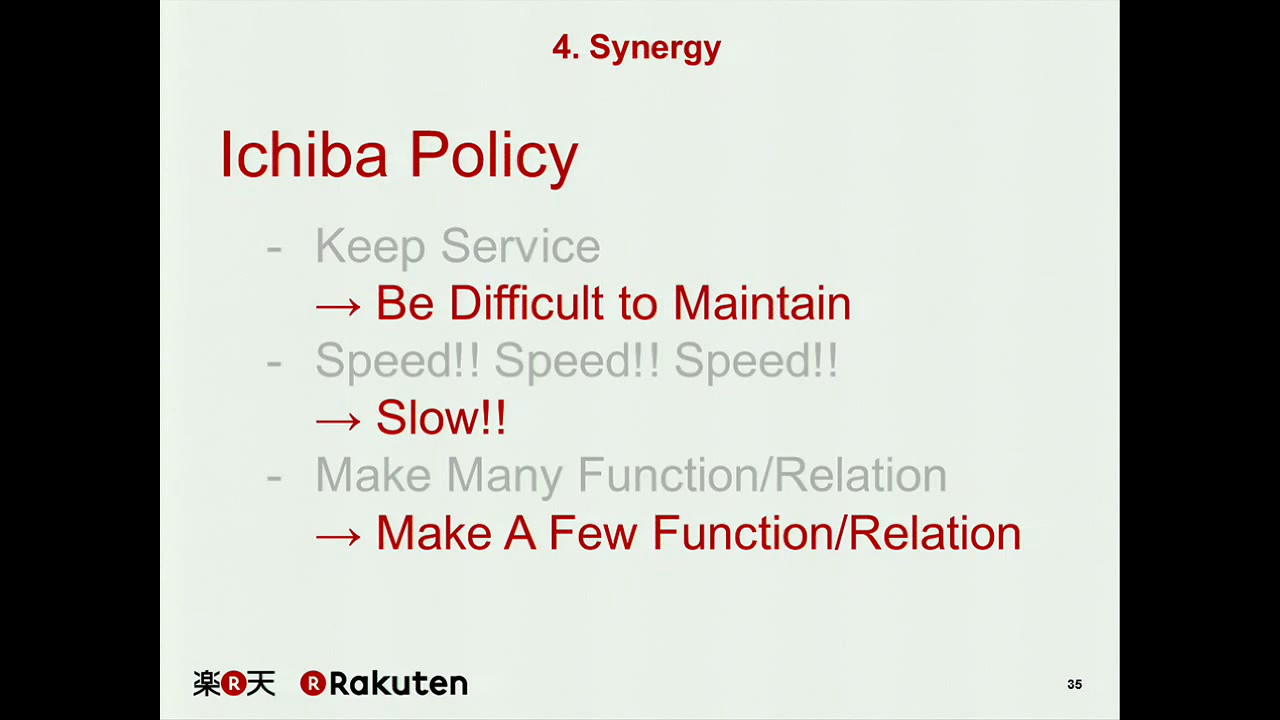 4. Synergy
Ichiba Policy
- Keep Service
→ Be Difficult to Maintain
- Speed!! Speed!! Speed!!
→ Slow!!
- Make Many Function/Relation
→ Make A Few Function/Relation
楽R天 R Rakuten
35